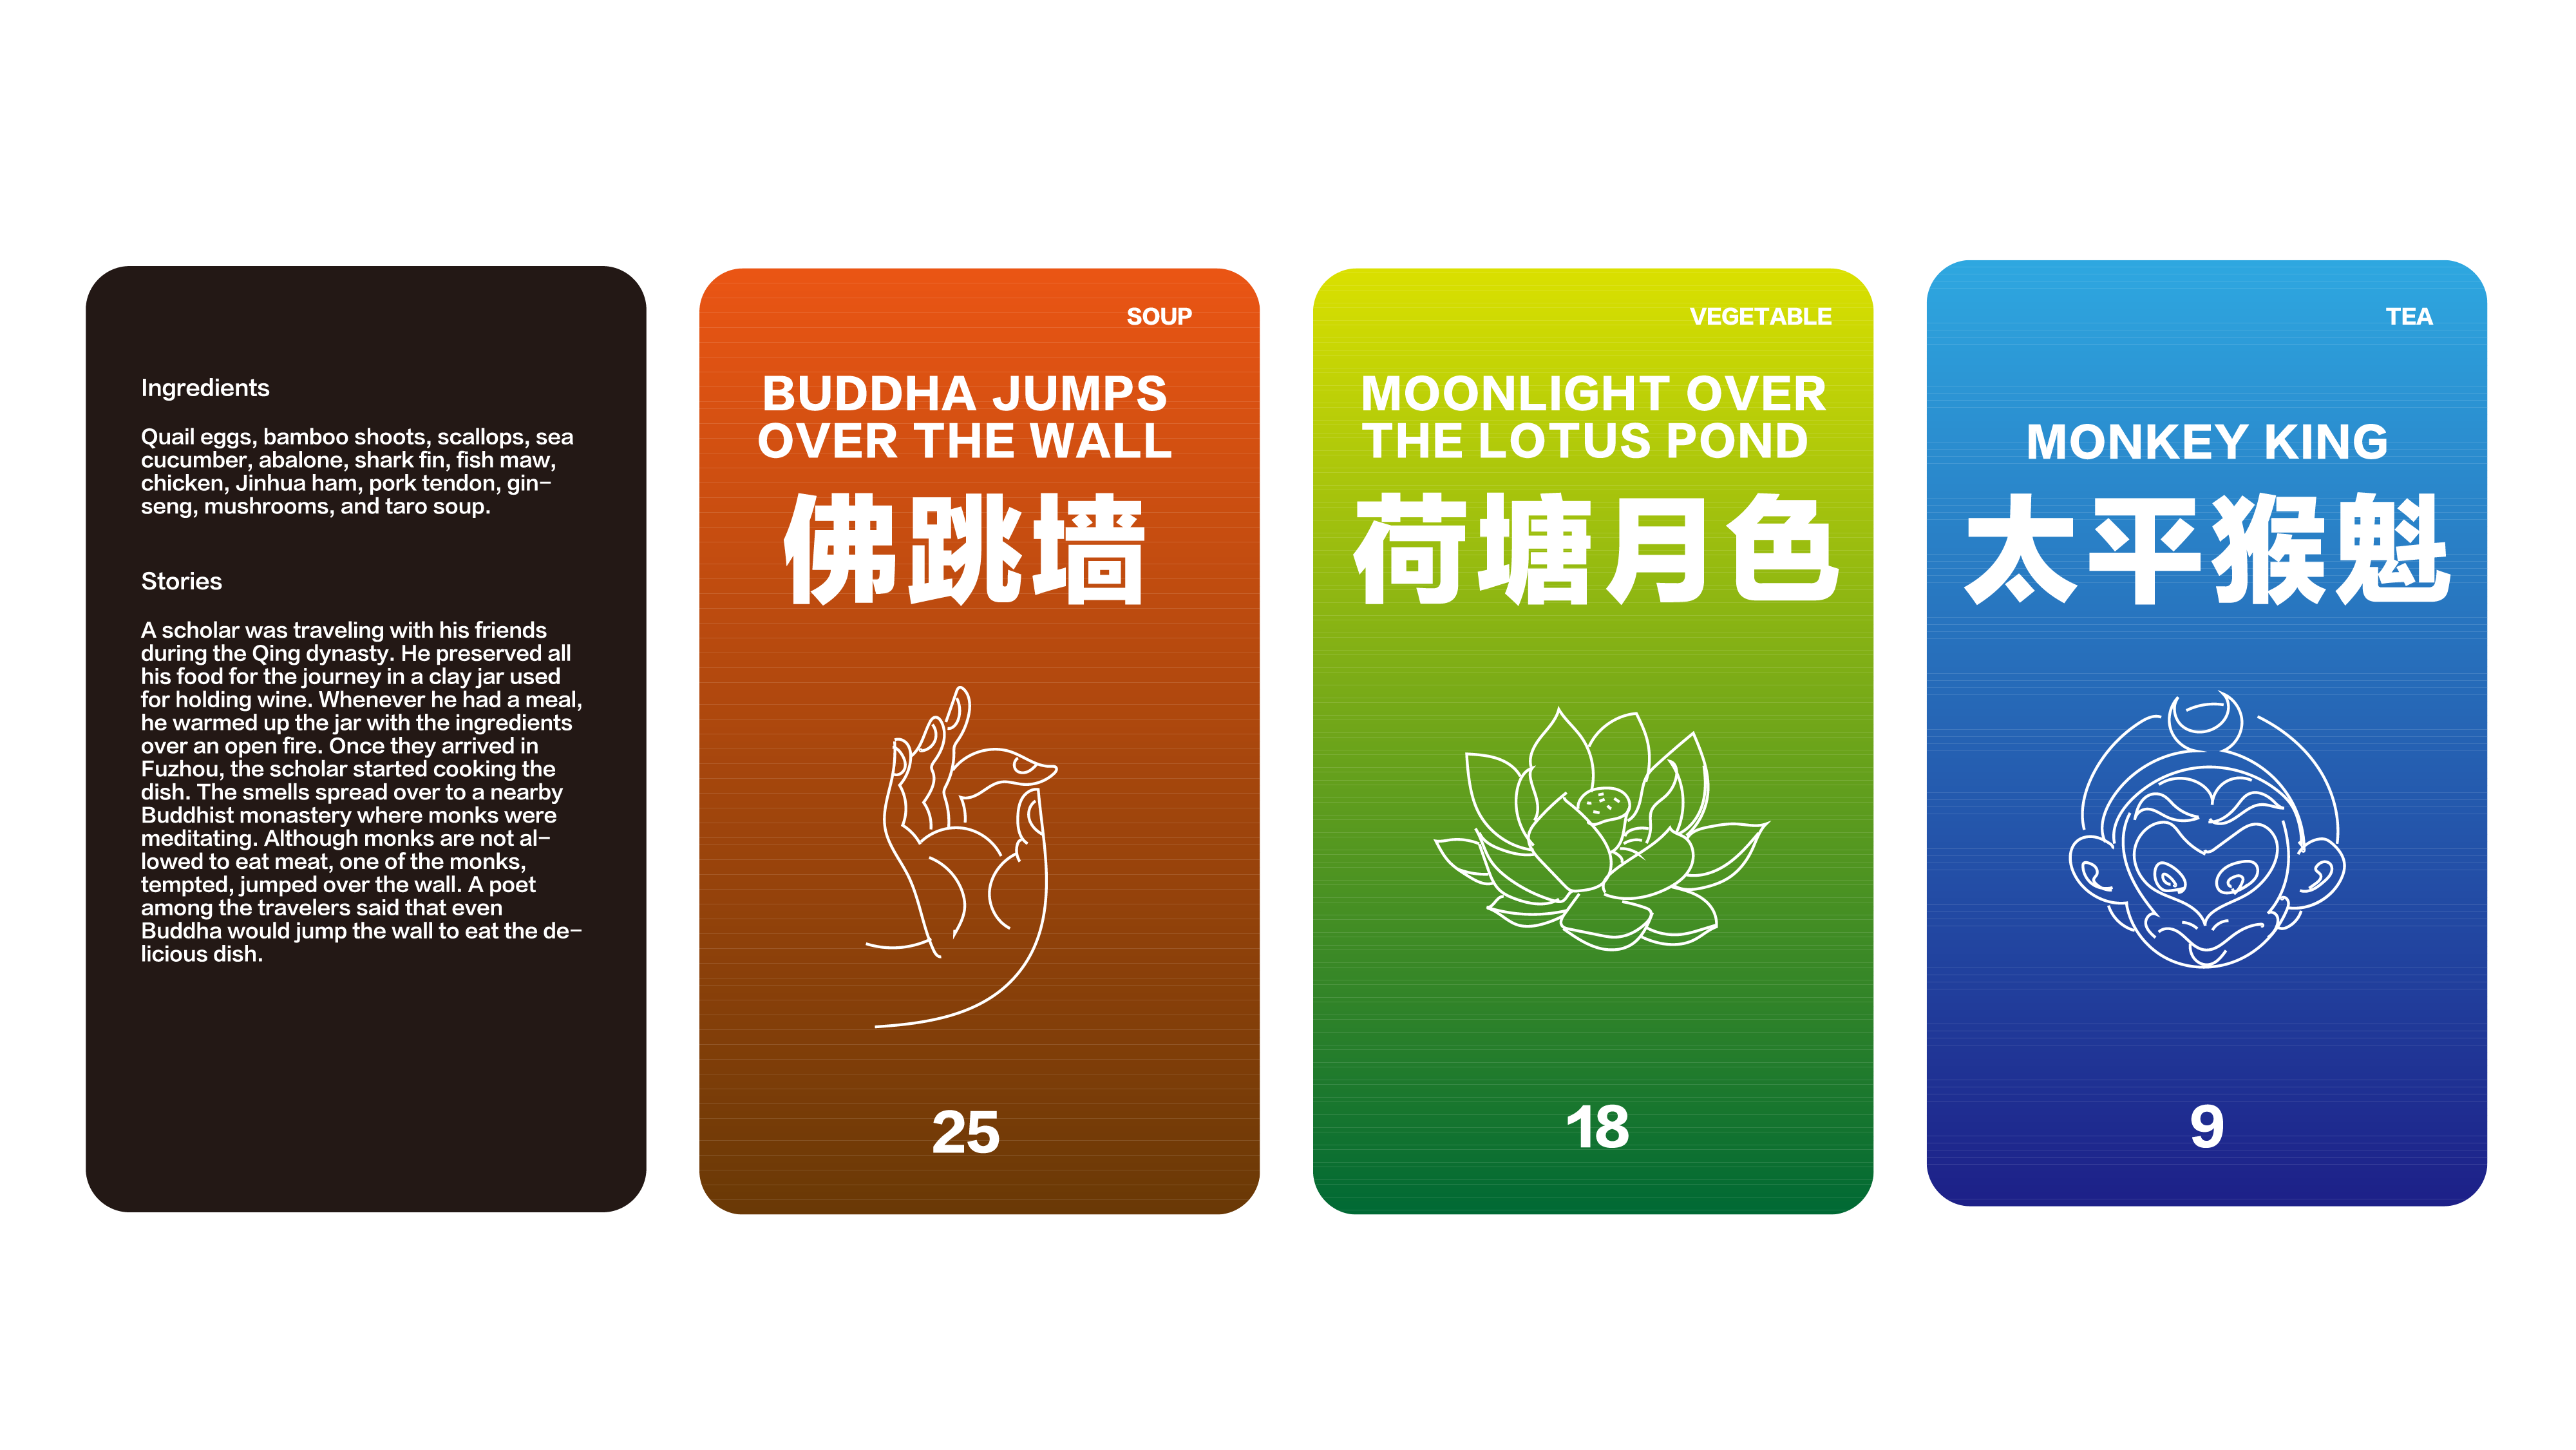 Ingredients
Quail eggs, bamboo shoots, scallops, sea
cucumber, abalone, shark fin, fish maw,
chicken, Jinhua ham, pork tendon, gin–
seng, mushrooms, and taro soup.
Stories
A scholar was traveling with his friends
during the Qing dynasty. He preserved all
his food for the journey in a clay jar used
for holding wine. Whenever he had a meal,
he warmed up the jar with the ingredients
over an open fire. Once they arrived in
Fuzhou, the scholar started cooking the
dish. The smells spread over to a nearby
Buddhist monastery where monks were
meditating. Although monks are not al–
lowed to eat meat, one of the monks,
tempted, jumped over the wall. A poet
among the travelers said that even
Buddha would jump the wall to eat the de–
licious dish.
SOUP
BUDDHA JUMPS
OVER THE WALL
佛跳墙
25
VEGETABLE
MOONLIGHT OVER
THE LOTUS POND
荷塘月色
18
TEA
MONKEY KING
太平猴魁
9